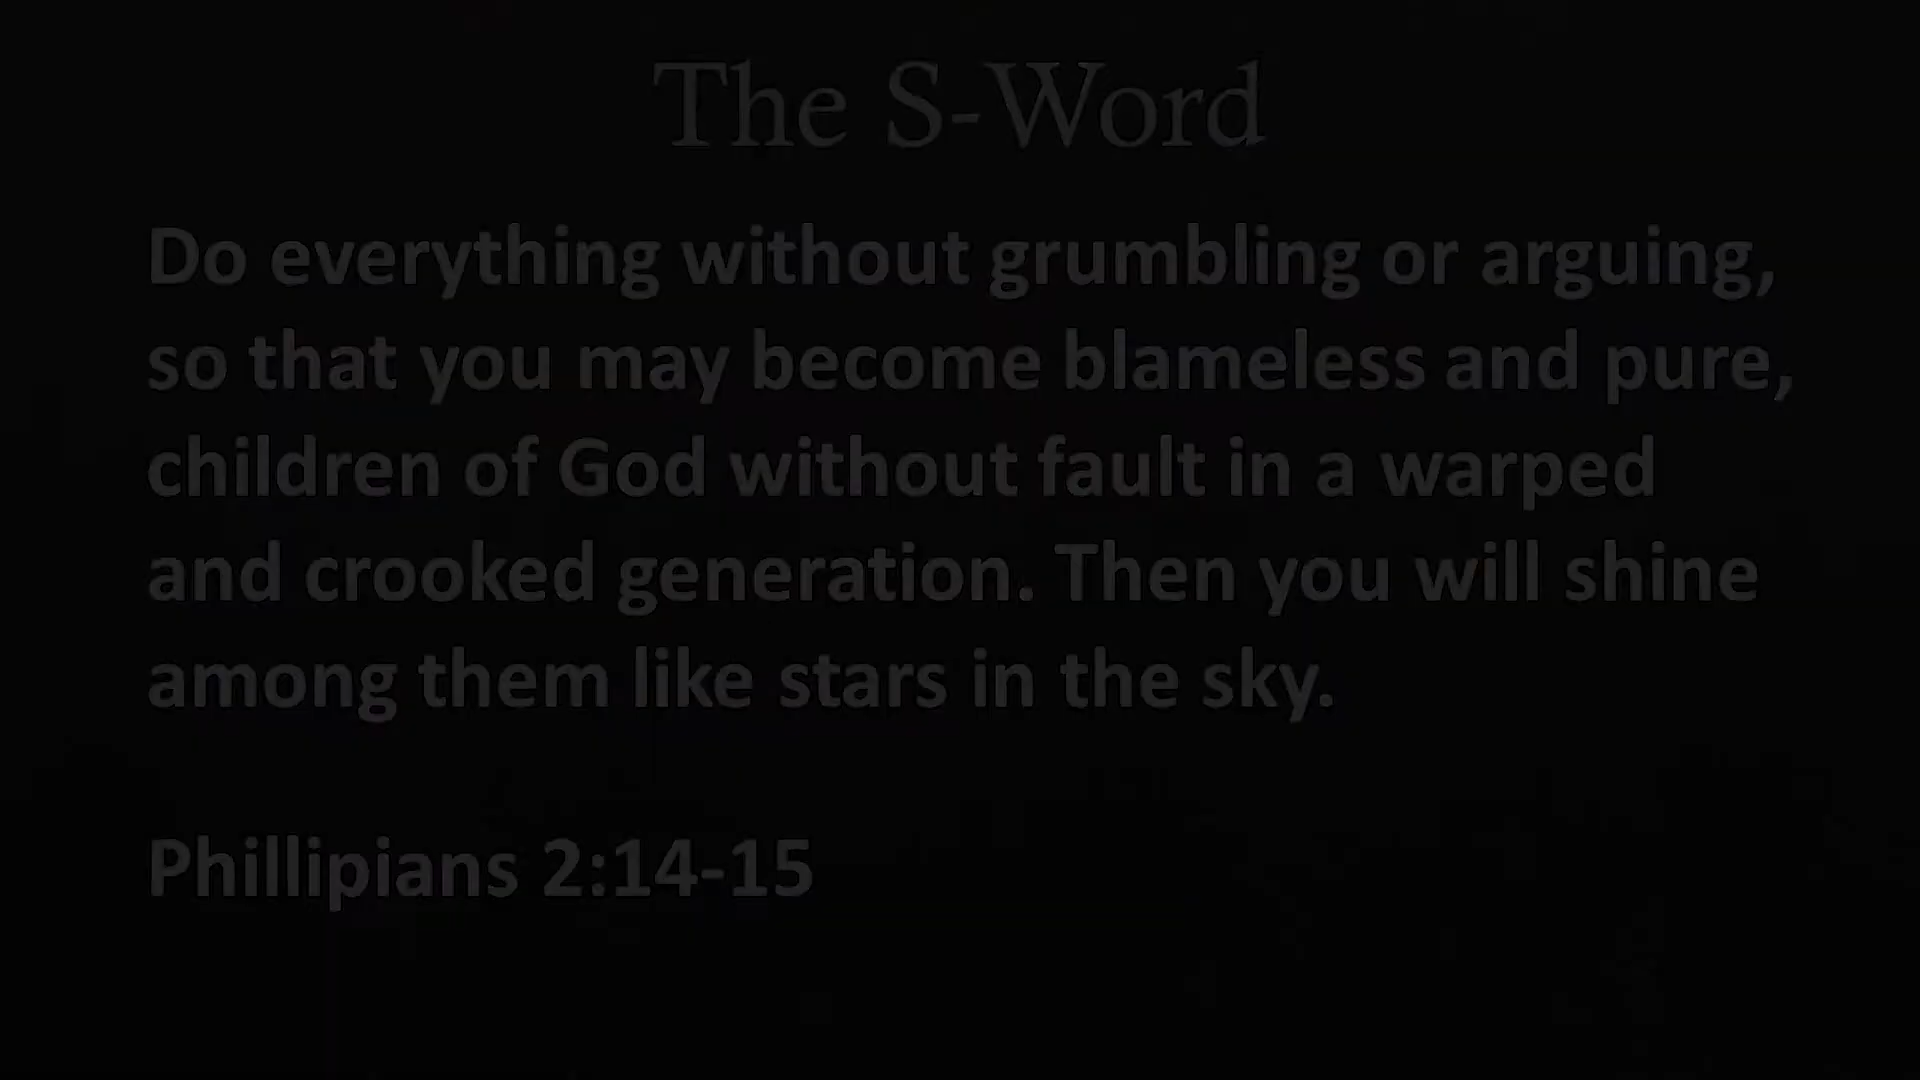 The S-Word
Do everything without grumbling or arguing,
so that you may become blameless and pure,
children of God without fault in a warped
and crooked generation. Then you will shine
among them like stars in the sky.
Phillipians 2:14-15